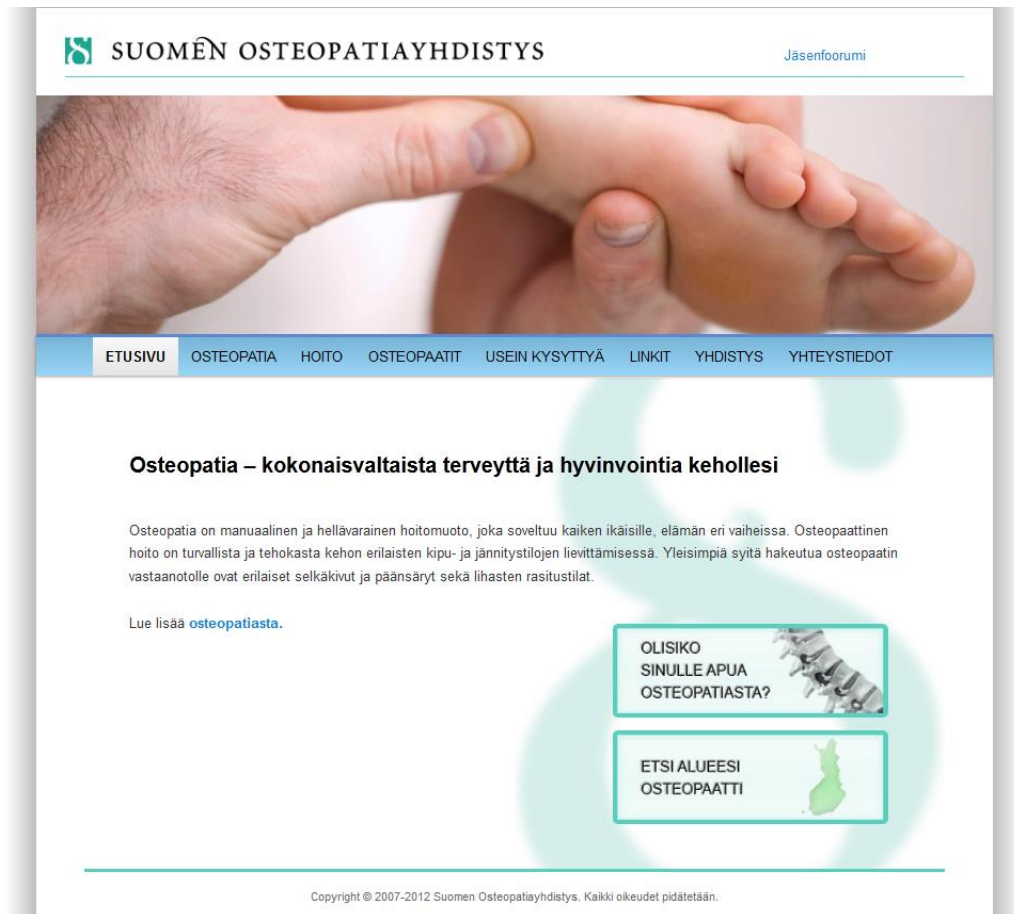 SUOMEN OSTEOPATIAYHDISTYS
Jäsenfoorumi
ETUSIVU OSTEOPATIA HOITO OSTEOPAATIT USEIN KYSYTTYÄ LINKIT YHDISTYS YHTEYSTIEDOT
Osteopatia – kokonaisvaltaista terveyttä ja hyvinvointia kehollesi
Osteopatia on manuaalinen ja hellävarainen hoitomuoto, joka soveltuu kaiken ikäisille, elämän eri vaiheissa. Osteopaattinen
hoito on turvallista ja tehokasta kehon erilaisten kipu- ja jännitystilojen lievittämisessä. Yleisimpiä syitä hakeutua osteopaatin
vastaanotolle ovat erilaiset selkäkivut ja päänsäryt sekä lihasten rasitustilat.
Lue lisää osteopatiasta.
OLISIKO
SINULLE APUA
OSTEOPATIASTA?
ETSI ALUEESI
OSTEOPAATTI
Copyright © 2007-2012 Suomen Osteopatiayhdistys. Kaikki oikeudet pidätetään.